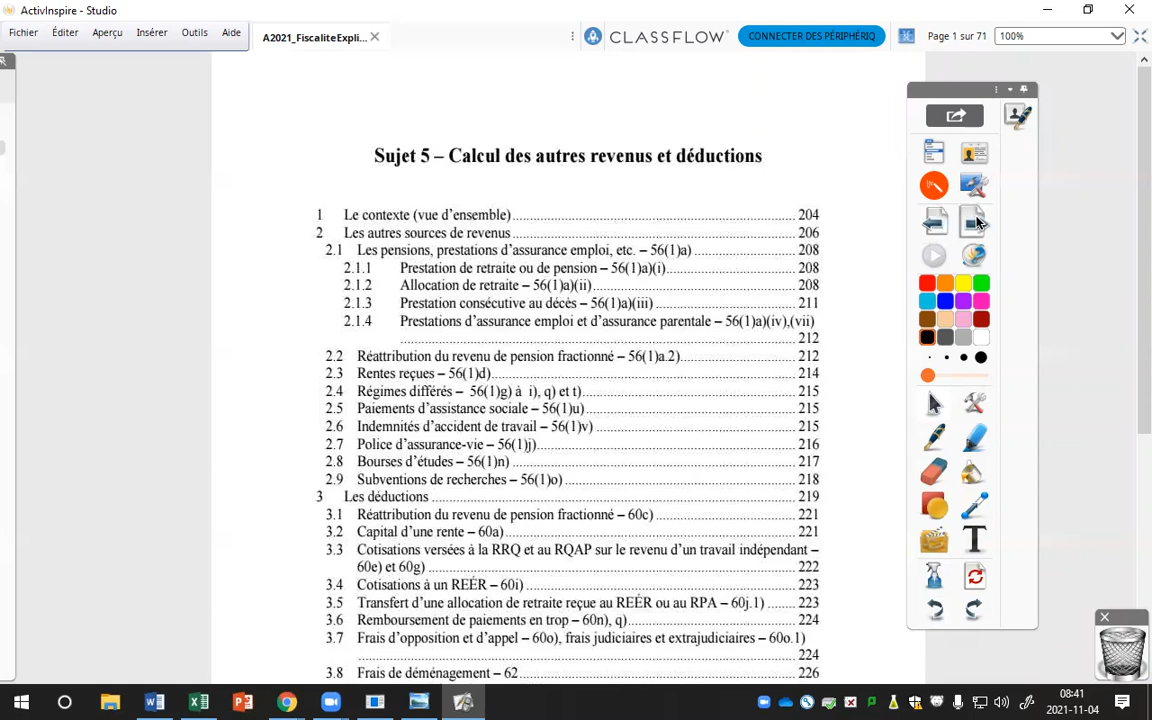 ActivInspire - Studio
Fichier Éditer Aperçu Insérer Outils Aide
A2021_FiscaliteExpli...
CLASSFLOW
CONNECTER DES PÉRIPHÉRIQ
Page 1 sur 71
100%
Sujet 5 – Calcul des autres revenus et déductions
1 Le contexte (vue d’ensemble) 204
2 Les autres sources de revenus 206
2.1 Les pensions, prestations d’assurance emploi, etc. – 56(1)a) 208
2.1.1 Prestation de retraite ou de pension – 56(1)a)(i) 208
2.1.2 Allocation de retraite – 56(1)a)(ii) 208
2.1.3 Prestation consécutive au décès – 56(1)a)(iii) 211
2.1.4 Prestations d’assurance emploi et d’assurance parentale – 56(1)a)(iv),(vii)
212
2.2 Réattribution du revenu de pension fractionné – 56(1)a.2) 212
2.3 Rentes reçues – 56(1)d) 214
2.4 Régimes différés – 56(1)g) à i), q) et t) 215
2.5 Paiements d’assistance sociale – 56(1)u) 215
2.6 Indemnités d’accident de travail – 56(1)v) 215
2.7 Police d’assurance-vie – 56(1)j) 216
2.8 Bourses d’études – 56(1)n) 217
2.9 Subventions de recherches – 56(1)o) 218
3 Les déductions 219
3.1 Réattribution du revenu de pension fractionné – 60c) 221
3.2 Capital d’une rente – 60a) 221
3.3 Cotisations versées à la RRQ et au RQAP sur le revenu d’un travail indépendant –
60e) et 60g) 222
3.4 Cotisations à un REÉR – 60i) 223
3.5 Transfert d’une allocation de retraite reçue au REÉR ou au RPA – 60j.1) 223
3.6 Remboursement de paiements en trop – 60n), q) 224
3.7 Frais d’opposition et d’appel – 60o), frais judiciaires et extrajudiciaires – 60o.1)
224
3.8 Frais de déménagement – 62 226
08:41
2021-11-04